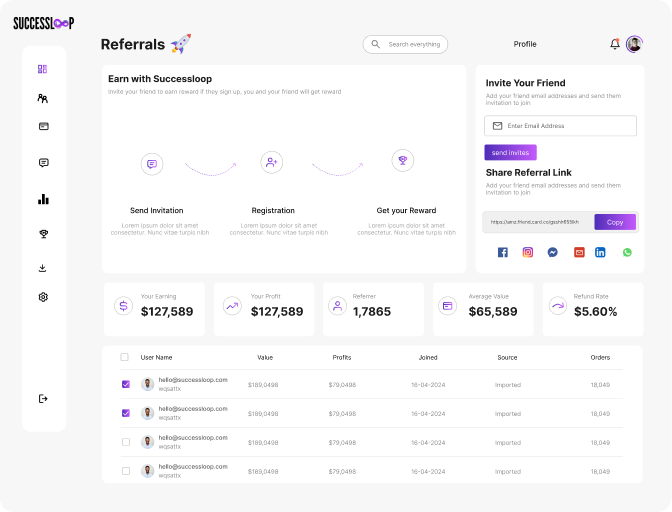 SUCCESSLOOP
Referrals
Search everything
Profile
Earn with Successloop
Invite your friend to earn reward if they sign up, you and your friend will get reward
Send Invitation
Lorem ipsum dolor sit amet
consectetur. Nunc vitae turpis nibh
Registration
Lorem ipsum dolor sit amet
consectetur. Nunc vitae turpis nibh
Get your Reward
Lorem ipsum dolor sit amet
consectetur. Nunc vitae turpis nibh
Invite Your Friend
Add your friend email addresses and send them
invitation to join
Enter Email Address
send invites
Share Referral Link
Add your friend email addresses and send them
invitation to join
Copy
Your Earning
$127,589
Your Profit
$127,589
Referrer
1,7865
Average Value
$65,589
Refund Rate
$5.60%
User Name Value Profits Joined Source Orders
hello@successloop.com
wqsattx
$189,0498 $79,0498 16-04-2024 Imported 18,049
hello@successloop.com
wqsattx
$189,0498 $79,0498 16-04-2024 Imported 18,049
hello@successloop.com
wqsattx
$189,0498 $79,0498 16-04-2024 Imported 18,049
hello@successloop.com
wqsattx
$189,0498 $79,0498 16-04-2024 Imported 18,049